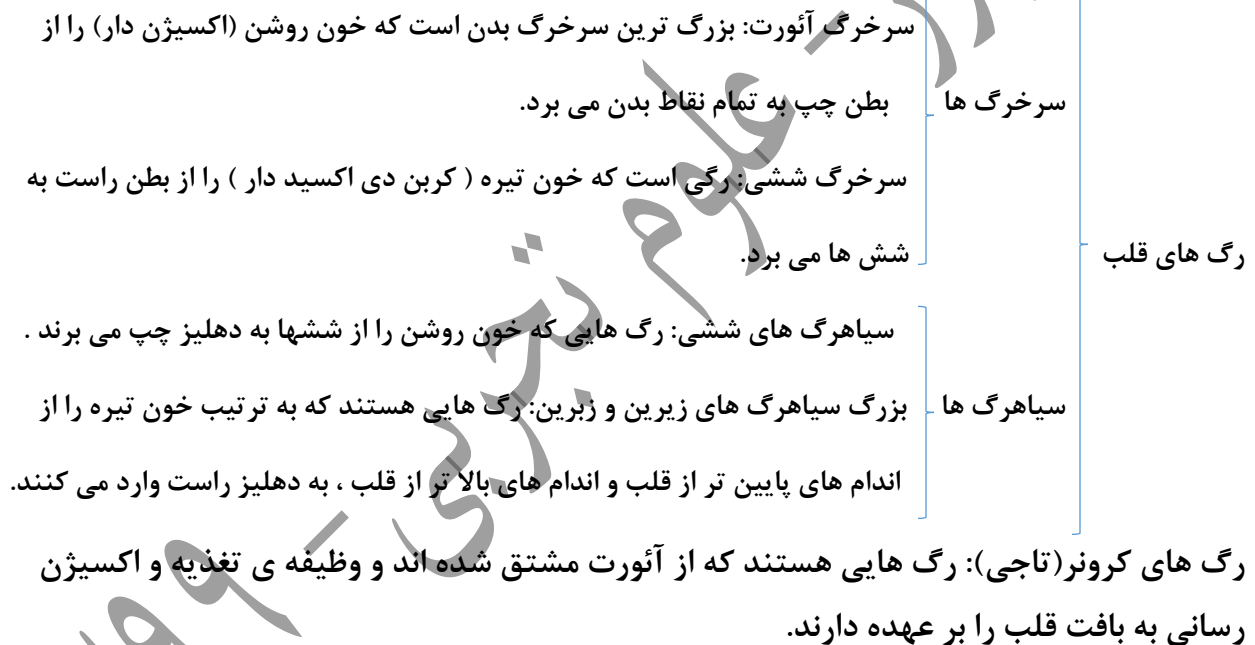 سرخرگ آئورت: بزرگ ترین سرخرگ بدن است که خون روشن (اکسیژن دار) را از
سرخرگ ها بطن چپ به تمام نقاط بدن می برد.
سرخرگ ششی: رگی است که خون تیره ( کربن دی اکسید دار ) را از بطن راست به
رگ های قلب شش ها می برد.
سیاهرگ های ششی: رگ هایی که خون روشن را از ششها به دهلیز چپ می برند .
سیاهرگ ها بزرگ سیاهرگ های زیرین و زبرین: رگ هایی هستند که به ترتیب خون تیره را از
اندام های پایین تر از قلب و اندام های بالا تر از قلب ، به دهلیز راست وارد می کنند.
رگ های کرونر(تاجی): رگ هایی هستند که از آئورت مشتق شده اند و وظیفه ی تغذیه و اکسیژن
رسانی به بافت قلب را بر عهده دارند.
علوم تجربی -